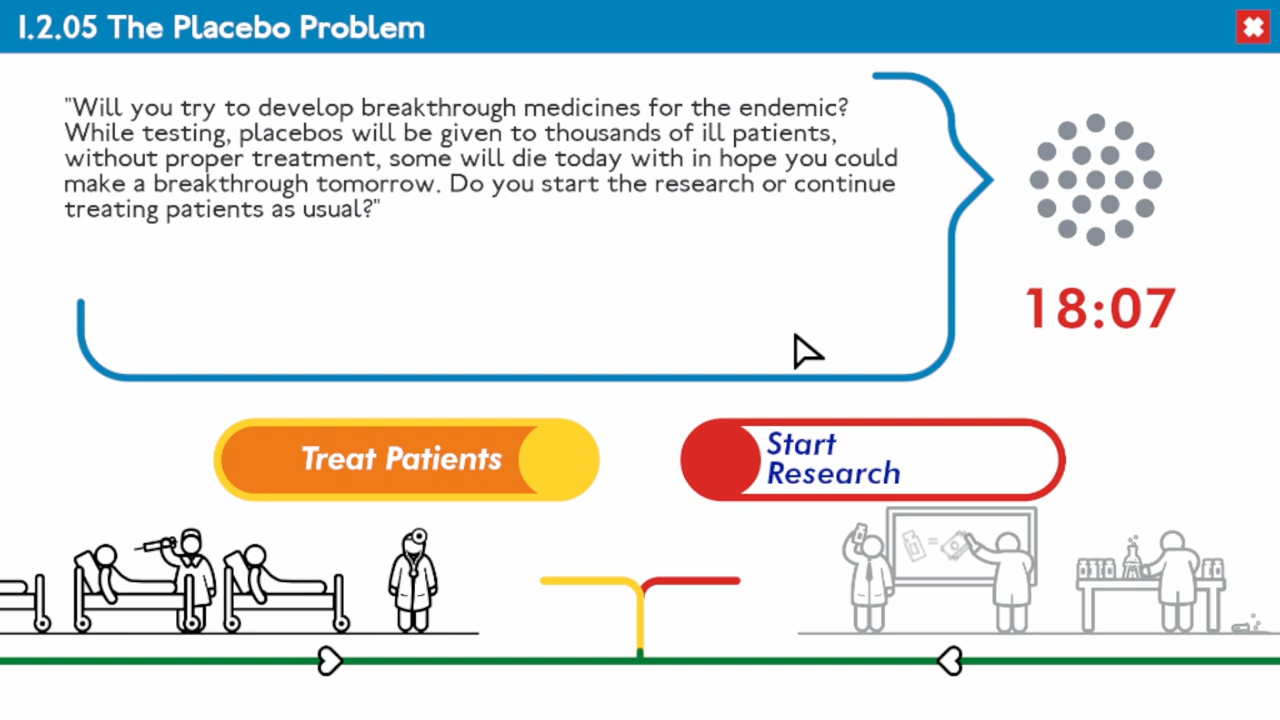 1.2.05 The Placebo Problem
"Will you try to develop breakthrough medicines for the endemic?
While testing, placebos will be given to thousands of ill patients,
without proper treatment, some will die today with in hope you could
make a breakthrough tomorrow. Do you start the research or continue
treating patients as usual?"
18:07
Treat Patients
Start
Research